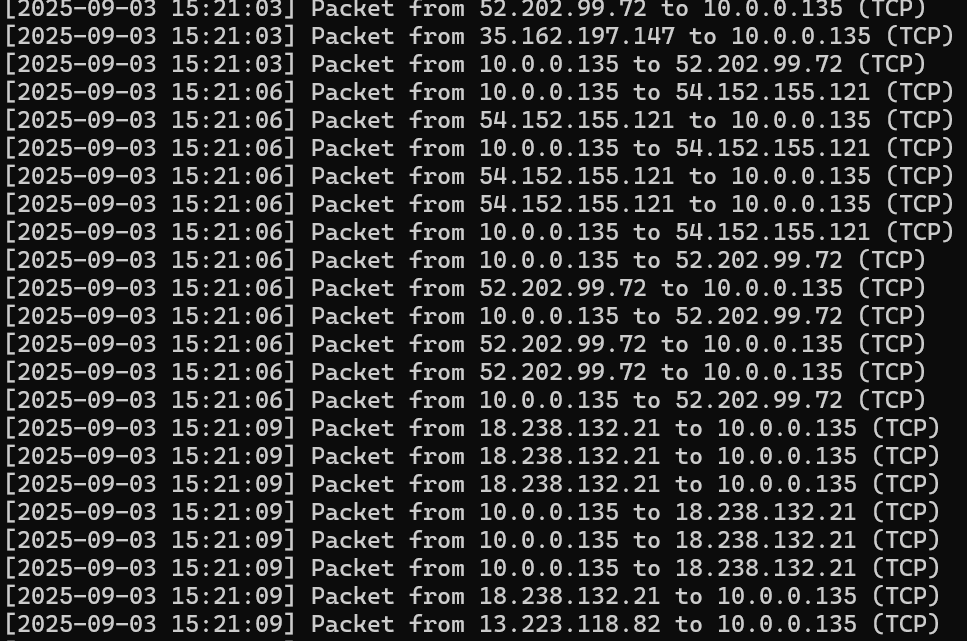 [2025-09-03 15:21:03] Packet from 52.202.99.72 to 10.0.0.135 (TCP)
[2025-09-03 15:21:03] Packet from 35.162.197.147 to 10.0.0.135 (TCP)
[2025-09-03 15:21:03] Packet from 10.0.0.135 to 52.202.99.72 (TCP)
[2025-09-03 15:21:06] Packet from 10.0.0.135 to 54.152.155.121 (TCP)
[2025-09-03 15:21:06] Packet from 54.152.155.121 to 10.0.0.135 (TCP)
[2025-09-03 15:21:06] Packet from 10.0.0.135 to 54.152.155.121 (TCP)
[2025-09-03 15:21:06] Packet from 54.152.155.121 to 10.0.0.135 (TCP)
[2025-09-03 15:21:06] Packet from 54.152.155.121 to 10.0.0.135 (TCP)
[2025-09-03 15:21:06] Packet from 10.0.0.135 to 54.152.155.121 (TCP)
[2025-09-03 15:21:06] Packet from 10.0.0.135 to 52.202.99.72 (TCP)
[2025-09-03 15:21:06] Packet from 52.202.99.72 to 10.0.0.135 (TCP)
[2025-09-03 15:21:06] Packet from 10.0.0.135 to 52.202.99.72 (TCP)
[2025-09-03 15:21:06] Packet from 52.202.99.72 to 10.0.0.135 (TCP)
[2025-09-03 15:21:06] Packet from 52.202.99.72 to 10.0.0.135 (TCP)
[2025-09-03 15:21:06] Packet from 10.0.0.135 to 52.202.99.72 (TCP)
[2025-09-03 15:21:09] Packet from 18.238.132.21 to 10.0.0.135 (TCP)
[2025-09-03 15:21:09] Packet from 18.238.132.21 to 10.0.0.135 (TCP)
[2025-09-03 15:21:09] Packet from 18.238.132.21 to 10.0.0.135 (TCP)
[2025-09-03 15:21:09] Packet from 10.0.0.135 to 18.238.132.21 (TCP)
[2025-09-03 15:21:09] Packet from 10.0.0.135 to 18.238.132.21 (TCP)
[2025-09-03 15:21:09] Packet from 10.0.0.135 to 18.238.132.21 (TCP)
[2025-09-03 15:21:09] Packet from 18.238.132.21 to 10.0.0.135 (TCP)
[2025-09-03 15:21:09] Packet from 13.223.118.82 to 10.0.0.135 (TCP)